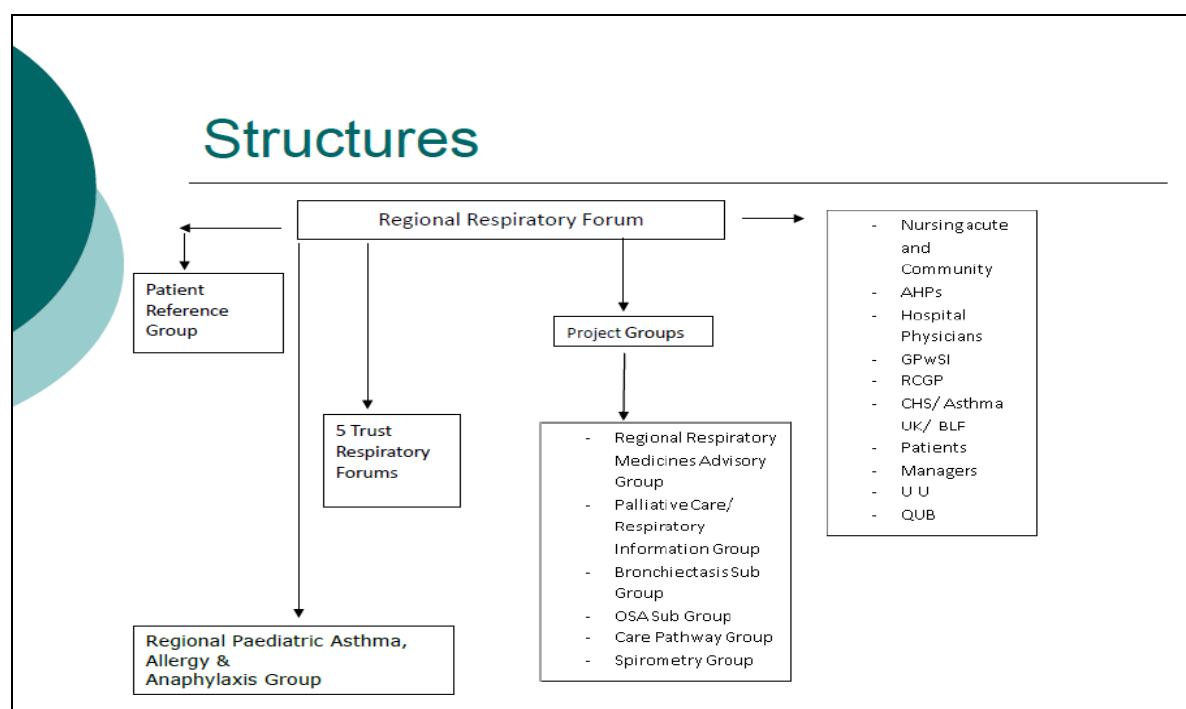 Structures
Regional Respiratory Forum
Patient
Reference
Group
5 Trust
Respiratory
Forums
Regional Paediatric Asthma,
Allergy &
Anaphylaxis Group
Project Groups
- Regional Respiratory
Medicines Advisory
Group
- Palliative Care/
Respiratory
Information Group
- Bronchiectasis Sub
Group
- OSA Sub Group
- Care Pathway Group
- Spirometry Group
- Nursing acute
and
Community
- AHPs
- Hospital
Physicians
- GPwSI
- RCGP
- CHS/ Asthma
UK/ BLF
- Patients
- Managers
- U U
- QUB